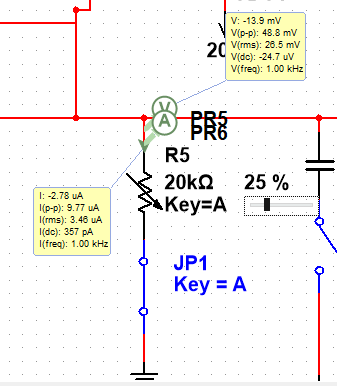 V: -13.9 mV
V(p-p): 48.8 mV
V(rms): 26.5 mV
V(dc): -24.7 uV
V(freq): 1.00 kHz
20
V
A
PR5
PR6
R5
20kΩ
Key=A
25 %
I: -2.78 uA
I(p-p): 9.77 uA
I(rms): 3.46 uA
I(dc): 357 pA
I(freq): 1.00 kHz
JP1
Key = A